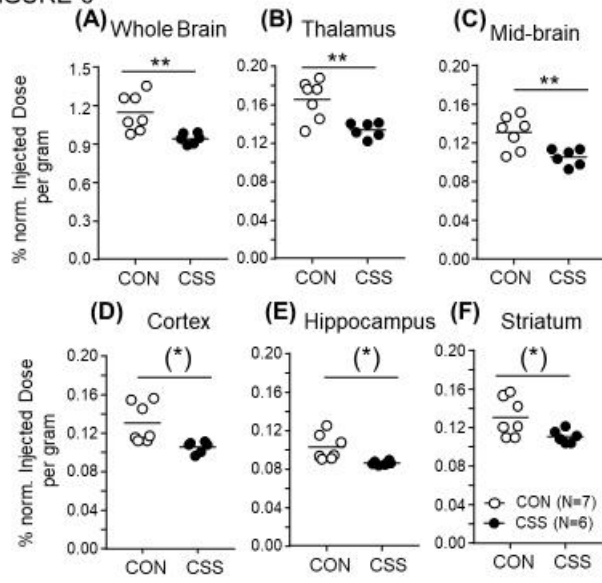 (A) Whole Brain
(B) Thalamus
(C) Mid-brain
% norm. Injected Dose
per gram
1.5
1.2
0.9
0.6
0.3
0.0
**
CON CSS
0.20
0.16
0.12
0.08
0.04
0.00
**
CON CSS
0.20
0.16
0.12
0.08
0.04
0.00
**
CON CSS
(D) Cortex
(E) Hippocampus
(F) Striatum
% norm. Injected Dose
per gram
0.20
0.16
0.12
0.08
0.04
0.00
(*)
CON CSS
0.20
0.16
0.12
0.08
0.04
0.00
(*)
CON CSS
0.20
0.16
0.12
0.08
0.04
0.00
(*)
CON (N=7)
CSS (N=6)
CON CSS